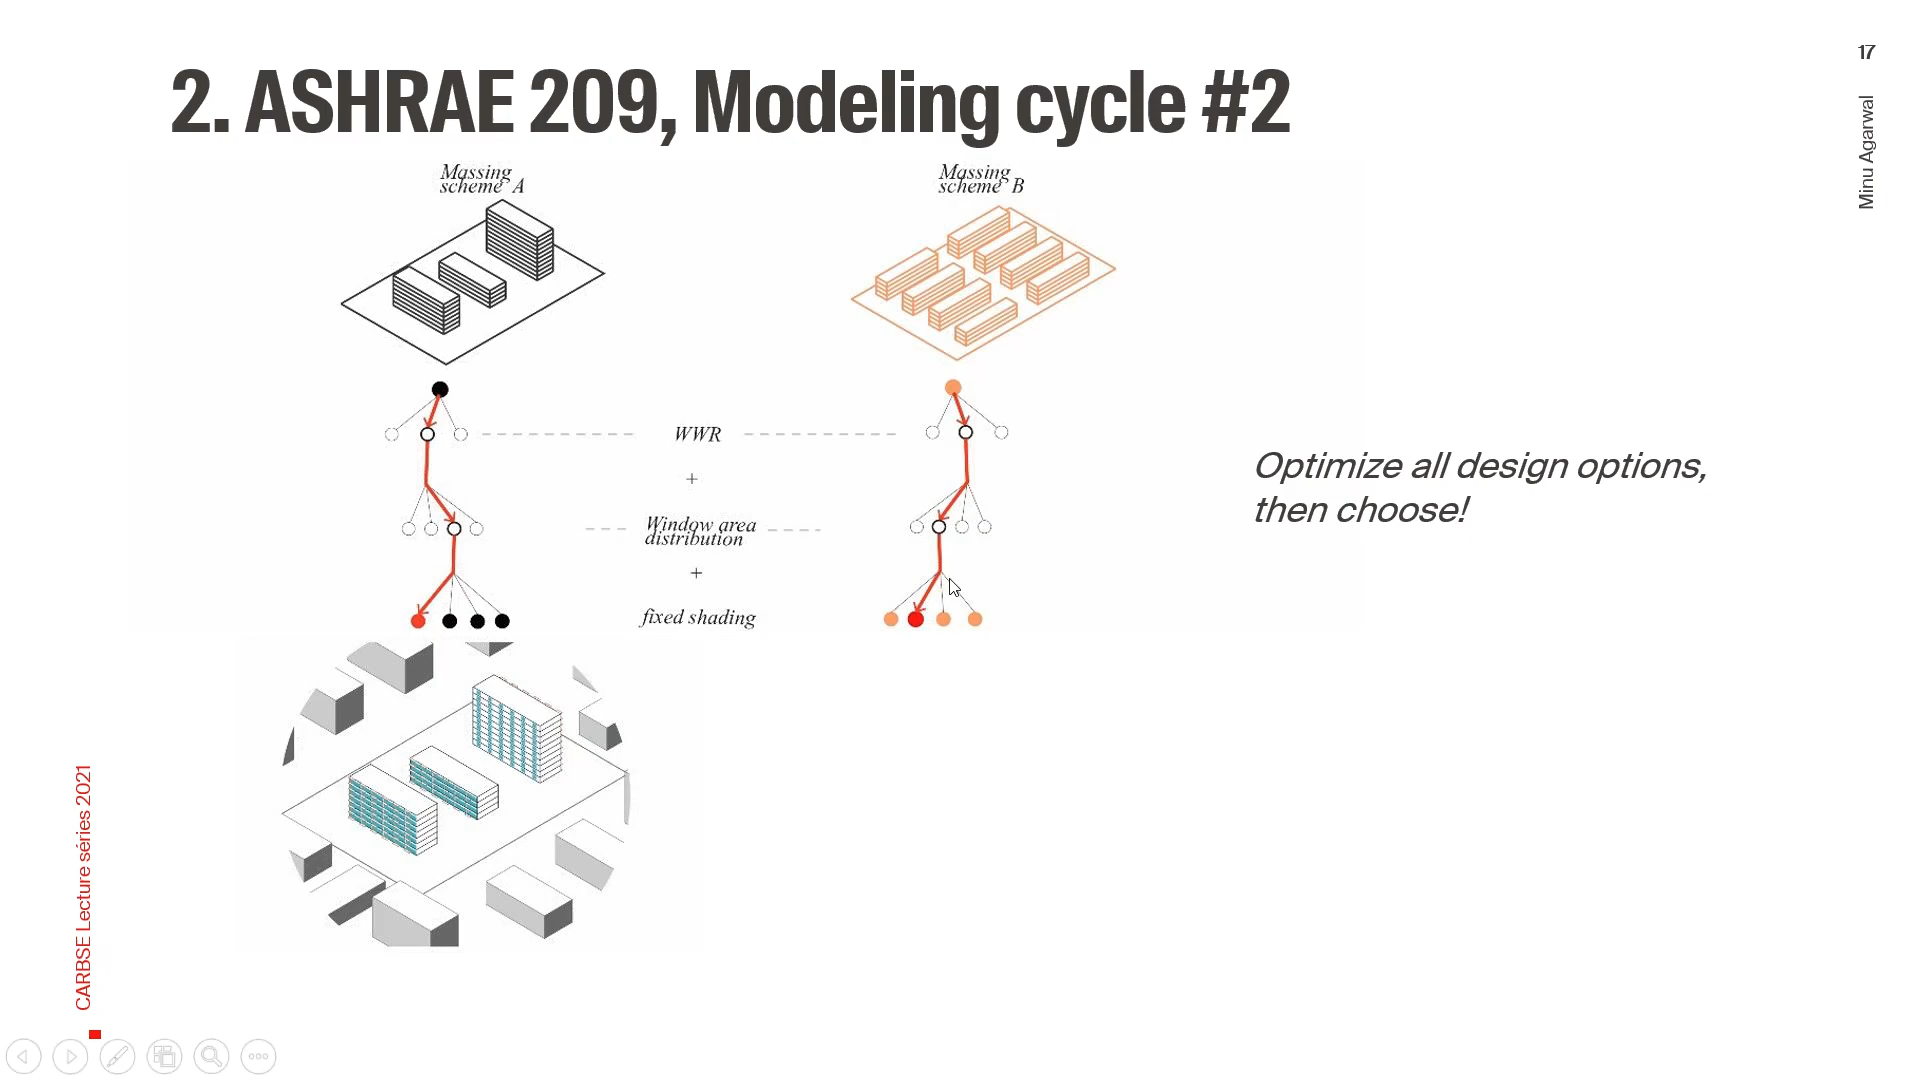 2. ASHRAE 209, Modeling cycle #2
17
Minu Agarwal
Massing
scheme A
Massing
scheme B
WWR
+
Window area
distribution
+
fixed shading
Optimize all design options,
then choose!
CARBSE Lecture séries 2021